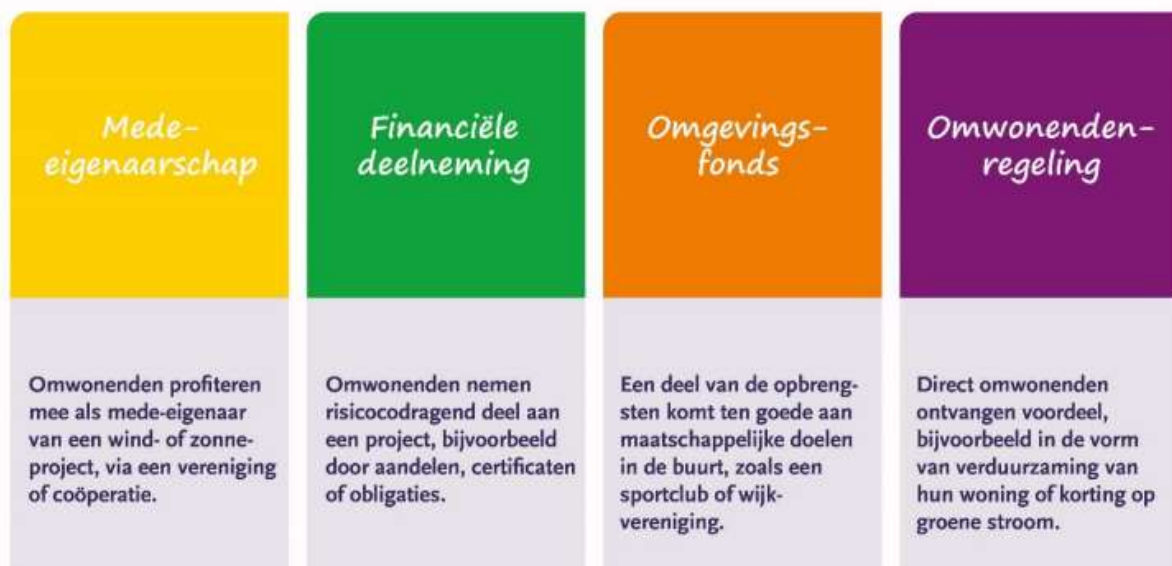 Mede-
eigenaarschap
Omwonenden profiteren
mee als mede-eigenaar
van een wind- of zonne-
project, via een vereniging
of coöperatie.
Financiële
deelneming
Omwonenden nemen
risicocodragend deel aan
een project, bijvoorbeeld
door aandelen, certificaten
of obligaties.
Omgevings-
fonds
Een deel van de opbreng-
sten komt ten goede aan
maatschappelijke doelen
in de buurt, zoals een
sportclub of wijk-
vereniging.
Omwonenden-
regeling
Direct omwonenden
ontvangen voordeel,
bijvoorbeeld in de vorm
van verduurzaming van
hun woning of korting op
groene stroom.